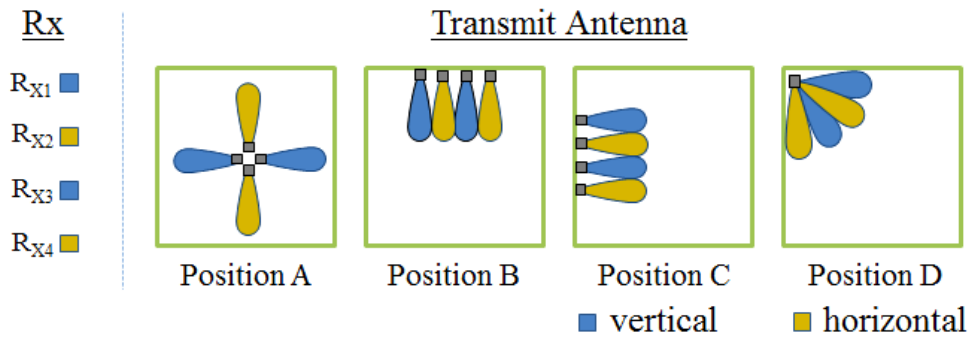 Rx
Transmit Antenna
RX1
RX2
RX3
RX4
Position A
Position B
Position C
Position D
vertical
horizontal